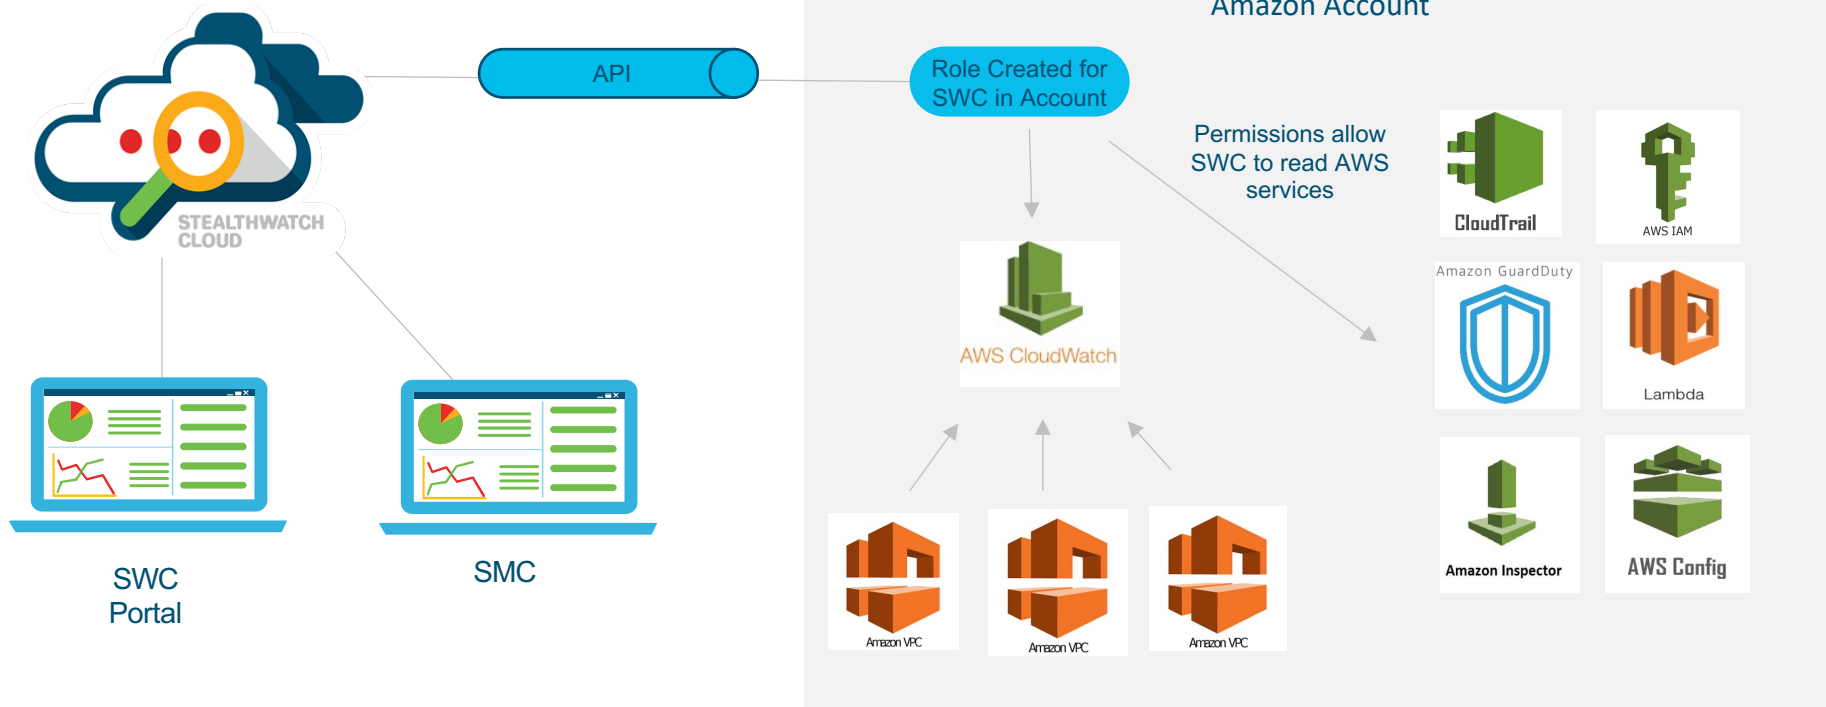 Amazon Account
API
Role Created for
SWC in Account
Permissions allow
SWC to read AWS
services
STEALTHWATCH
CLOUD
CloudTrail
AWS IAM
Amazon GuardDuty
Lambda
AWS CloudWatch
Amazon Inspector
AWS Config
SWC
Portal
SMC
Amazon VPC
Amazon VPC
Amazon VPC